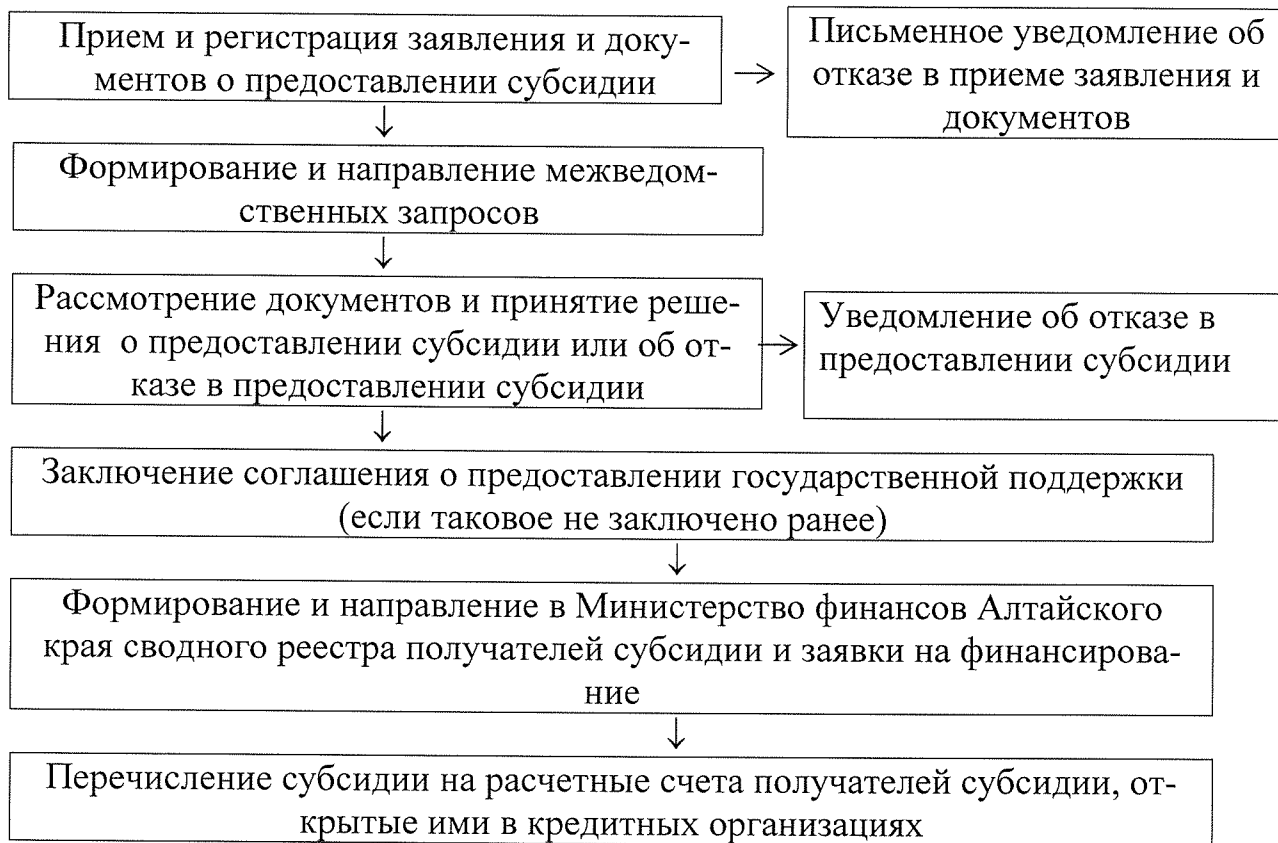 Прием и регистрация заявления и доку-
ментов о предоставлении субсидии
Письменное уведомление об
отказе в приеме заявления и
документов
Формирование и направление межведом-
ственных запросов
Рассмотрение документов и принятие реше-
ния о предоставлении субсидии или об от-
казе в предоставлении субсидии
Уведомление об отказе в
предоставлении субсидии
Заключение соглашения о предоставлении государственной поддержки
(если таковое не заключено ранее)
Формирование и направление в Министерство финансов Алтайского
края сводного реестра получателей субсидии и заявки на финансирова-
ние
Перечисление субсидии на расчетные счета получателей субсидии, от-
крытые ими в кредитных организациях